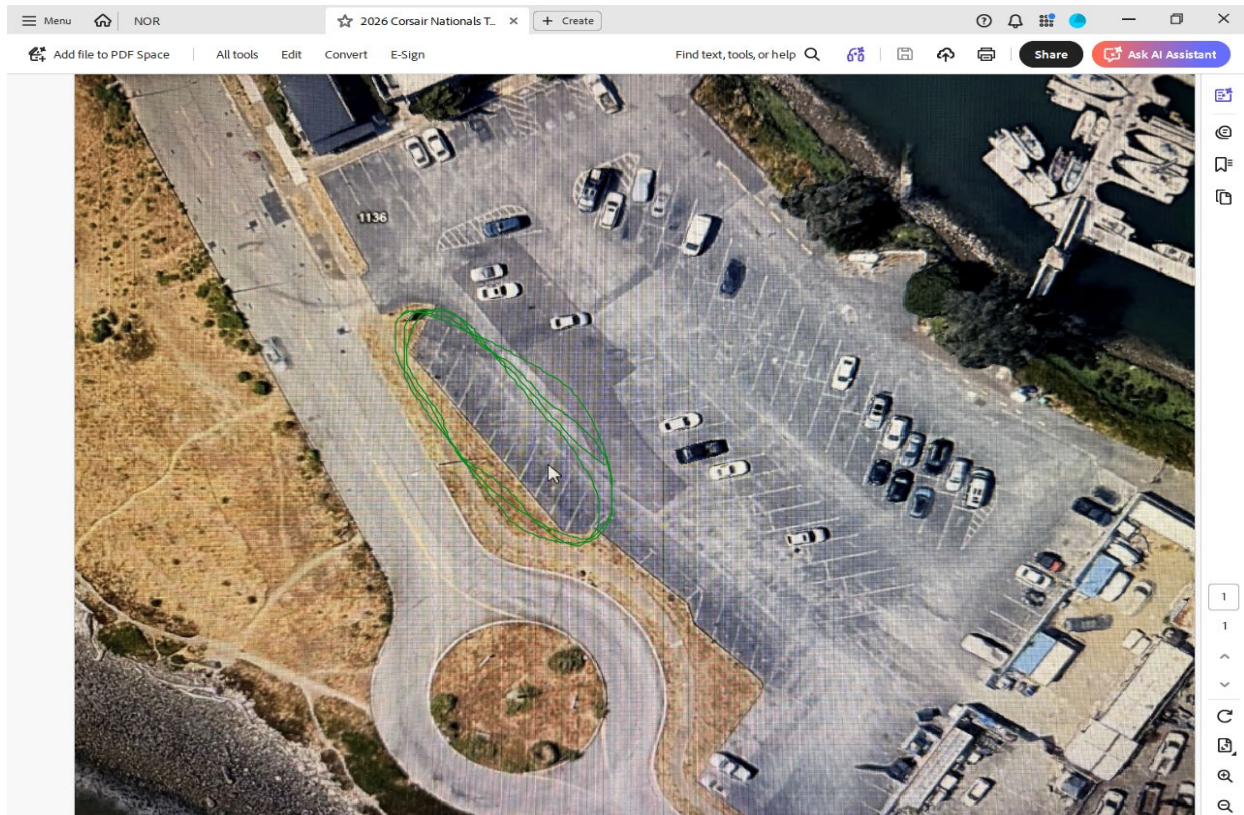 Menu NOR 2026 Corsair Nationals T... + Create
Add file to PDF Space All tools Edit Convert E-Sign Find text, tools, or help Share Ask AI Assistant
1136
1
1